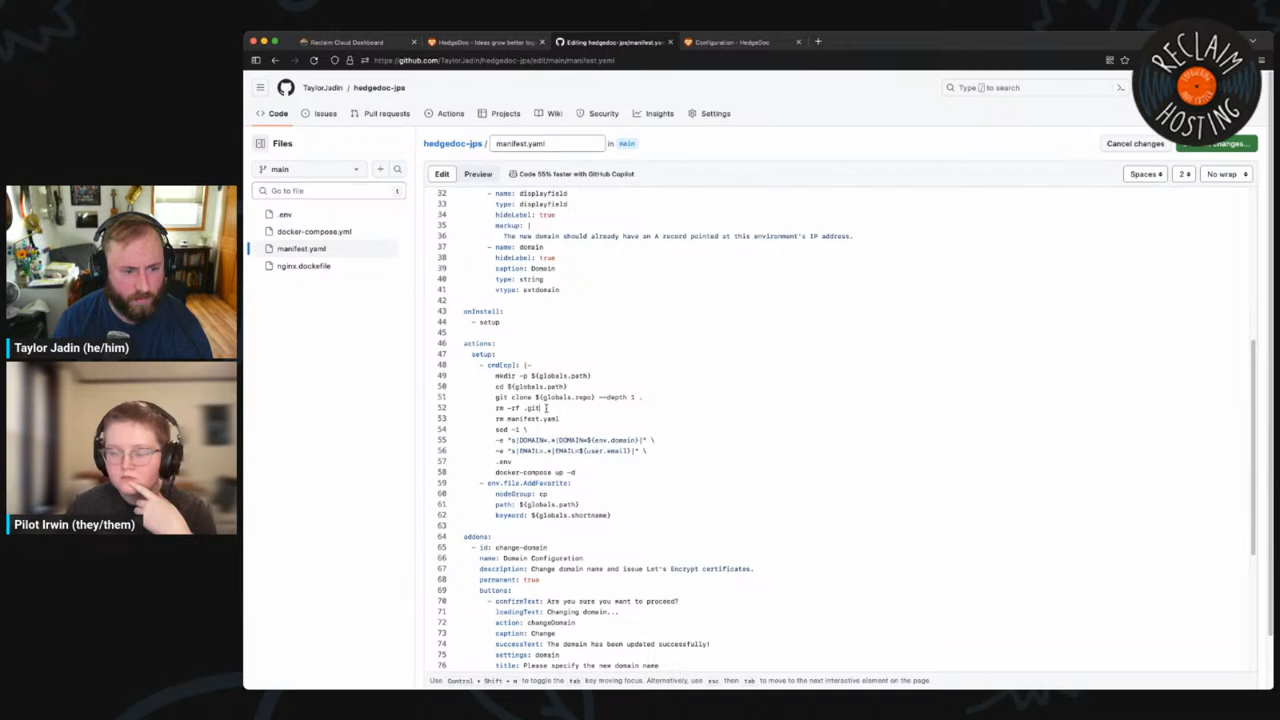 Reclaim Cloud Dashboard
HedgeDoc - Ideas grow better tog
Editing hedgedoc-jps/manifest.ya
Configuration - HedgeDoc
https://github.com/TaylorJadin/hedgedoc-jps/edit/main/manifest.yaml
RECLAIM
HOSTING
TaylorJadin / hedgedoc-jps
Type / to search
Code
Issues
Pull requests
Actions
Projects
Wiki
Security
Insights
Settings
Files
hedgedoc-jps / manifest.yaml in main
Cancel changes
main
Edit
Preview
Code 55% faster with GitHub Copilot
Spaces
2
No wrap
Go to file
t
.env
docker-compose.yml
manifest.yaml
nginx.dockefile
32 - name: displayfield
33 type: displayfield
34 hideLabel: true
35 markup: |
36 The new domain should already have an A record pointed at this environment's IP address.
37 - name: domain
38 hideLabel: true
39 caption: Domain
40 type: string
41 vtype: extdomain
42
43 onInstall:
44 - setup
45
46 actions:
47 setup:
48 - cmd[cp]: |-
49 mkdir -p ${globals.path}
50 cd ${globals.path}
51 git clone ${globals.repo} --depth 1 .
52 rm -rf .git
53 rm manifest.yaml
54 sed -i \
55 -e "s|DOMAIN=.*|DOMAIN=${env.domain}|" \
56 -e "s|EMAIL=.*|EMAIL=${user.email}|" \
57 .env
58 docker-compose up -d
59 - env.file.AddFavorite:
60 nodeGroup: cp
61 path: ${globals.path}
62 keyword: ${globals.shortname}
63
64 addons:
65 - id: change-domain
66 name: Domain Configuration
67 description: Change domain name and issue Let's Encrypt certificates.
68 permanent: true
69 buttons:
70 - confirmText: Are you sure you want to proceed?
71 loadingText: Changing domain...
72 action: changeDomain
73 caption: Change
74 successText: The domain has been updated successfully!
75 settings: domain
76 title: Please specify the new domain name
Use Control + Shift + m to toggle the tab key moving focus. Alternatively, use esc then tab to move to the next interactive element on the page.
Taylor Jadin (he/him)
Pilot Irwin (they/them)